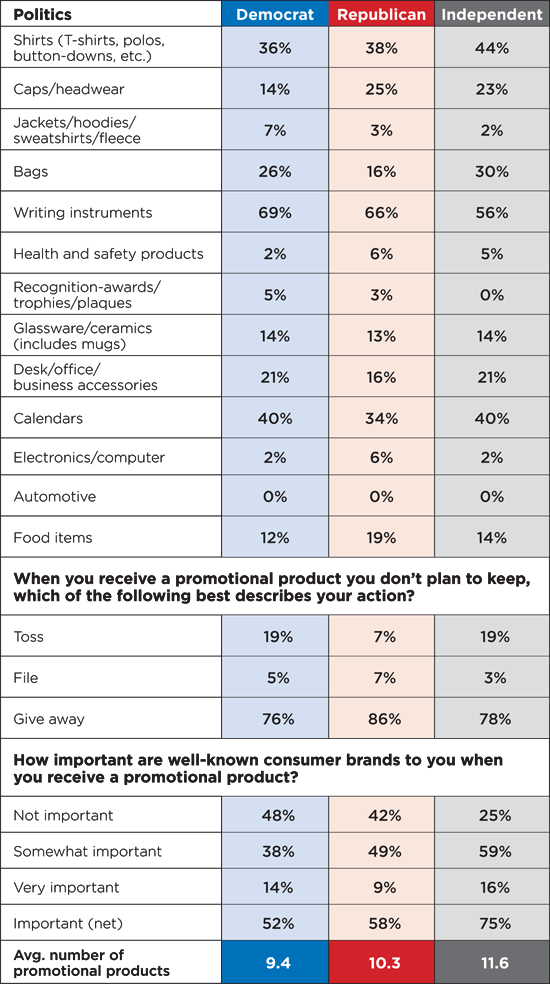 Politics Democrat Republican Independent
Shirts (T-shirts, polos,
button-downs, etc.) 36% 38% 44%
Caps/headwear 14% 25% 23%
Jackets/hoodies/
sweatshirts/fleece 7% 3% 2%
Bags 26% 16% 30%
Writing instruments 69% 66% 56%
Health and safety products 2% 6% 5%
Recognition-awards/
trophies/plaques 5% 3% 0%
Glassware/ceramics
(includes mugs) 14% 13% 14%
Desk/office/
business accessories 21% 16% 21%
Calendars 40% 34% 40%
Electronics/computer 2% 6% 2%
Automotive 0% 0% 0%
Food items 12% 19% 14%
When you receive a promotional product you don’t plan to keep,
which of the following best describes your action?
Toss 19% 7% 19%
File 5% 7% 3%
Give away 76% 86% 78%
How important are well-known consumer brands to you when
you receive a promotional product?
Not important 48% 42% 25%
Somewhat important 38% 49% 59%
Very important 14% 9% 16%
Important (net) 52% 58% 75%
Avg. number of
promotional products 9.4 10.3 11.6